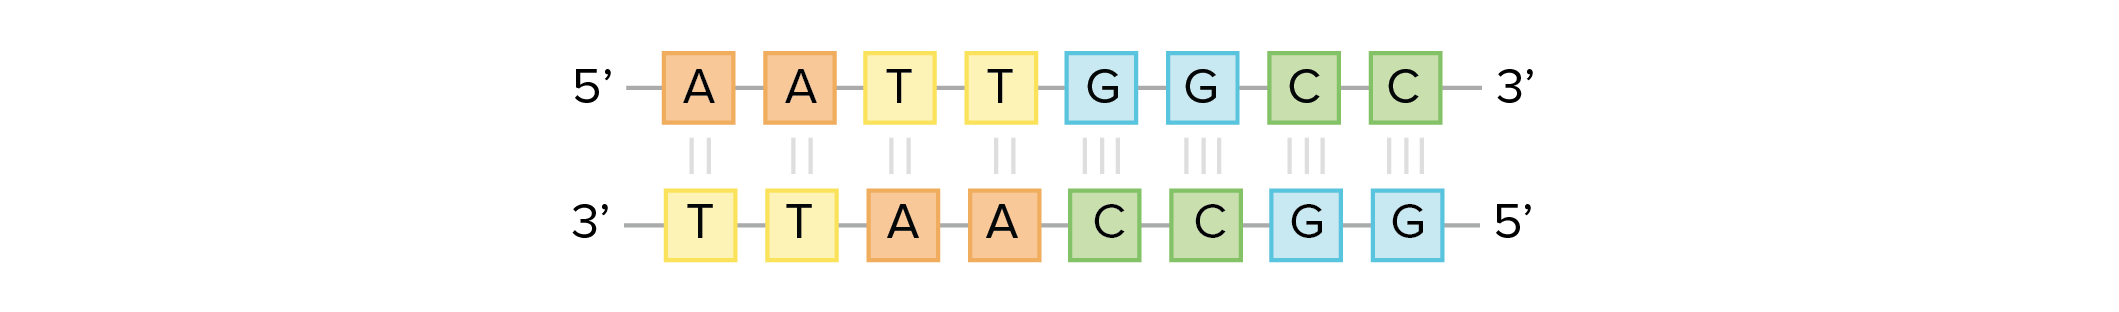 5’ A A T T G G C C 3’
3’ T T A A C C G G 5’